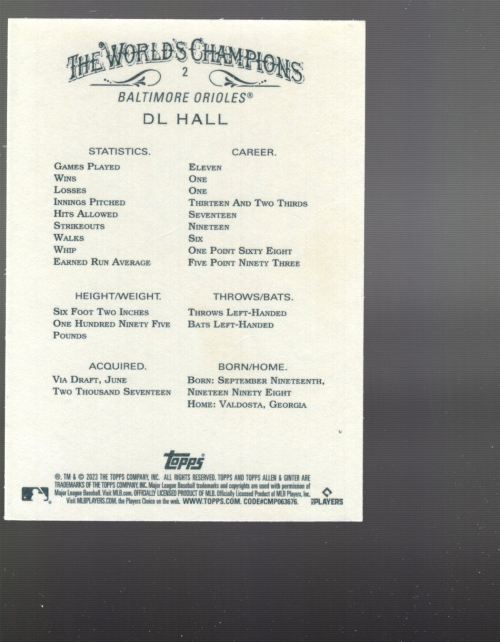 THE WORLD'S CHAMPIONS
2
BALTIMORE ORIOLES®
DL HALL
STATISTICS. CAREER.
GAMES PLAYED ELEVEN
WINS ONE
LOSSES ONE
INNINGS PITCHED THIRTEEN AND TWO THIRDS
HITS ALLOWED SEVENTEEN
STRIKEOUTS NINETEEN
WALKS SIX
WHIP ONE POINT SIXTY EIGHT
EARNED RUN AVERAGE FIVE POINT NINETY THREE
HEIGHT/WEIGHT. THROWS/BATS.
SIX FOOT TWO INCHES THROWS LEFT-HANDED
ONE HUNDRED NINETY FIVE BATS LEFT-HANDED
POUNDS
ACQUIRED. BORN/HOME.
VIA DRAFT, JUNE BORN: SEPTEMBER NINETEENTH,
TWO THOUSAND SEVENTEEN NINETEEN NINETY EIGHT
HOME: VALDOSTA, GEORGIA
Topps
®, TM & © 2023 THE TOPPS COMPANY, INC. ALL RIGHTS RESERVED. TOPPS AND TOPPS ALLEN & GINTER ARE
TRADEMARKS OF THE TOPPS COMPANY, INC. Major League Baseball trademarks and copyrights are used with permission of
Major League Baseball. Visit MLB.com. OFFICIALLY LICENSED PRODUCT OF MLB. Officially Licensed Product of MLB Players, Inc.
Visit MLBPLAYERS.COM, the Players Choice on the web. WWW.TOPPS.COM. CODE#CMP063676.
PLAYERS